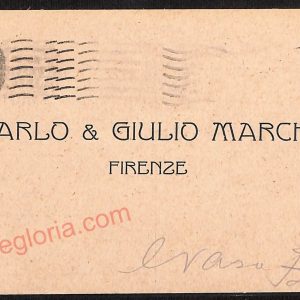 ARLO & GIULIO MARCH
FIRENZE
egloria.com
Evaso